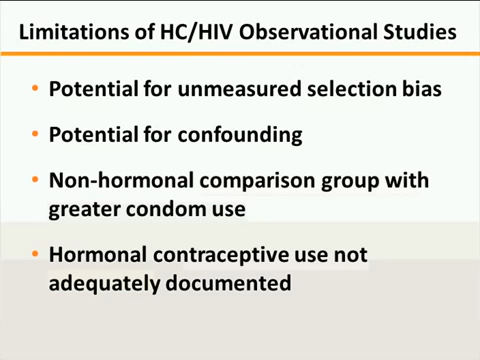 Limitations of HC/HIV Observational Studies
• Potential for unmeasured selection bias
• Potential for confounding
• Non-hormonal comparison group with
greater condom use
• Hormonal contraceptive use not
adequately documented